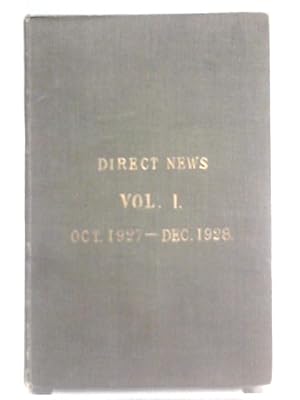 DIRECT NEWS
VOL. I.
OCT. 1927—DEC. 1928.